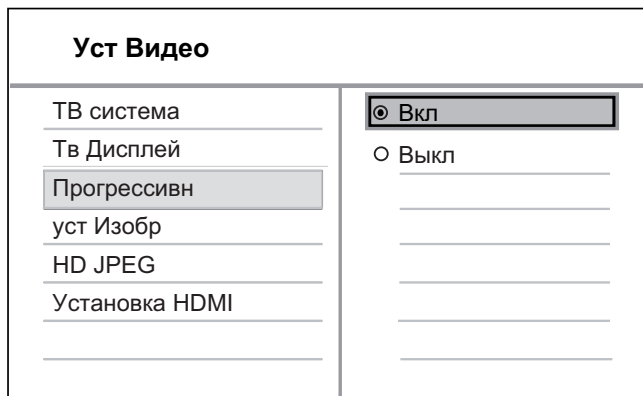 Уст Видео
ТВ система
Тв Дисплей
Прогрессивн
уст Изобр
HD JPEG
Установка HDMI
Вкл
Выкл